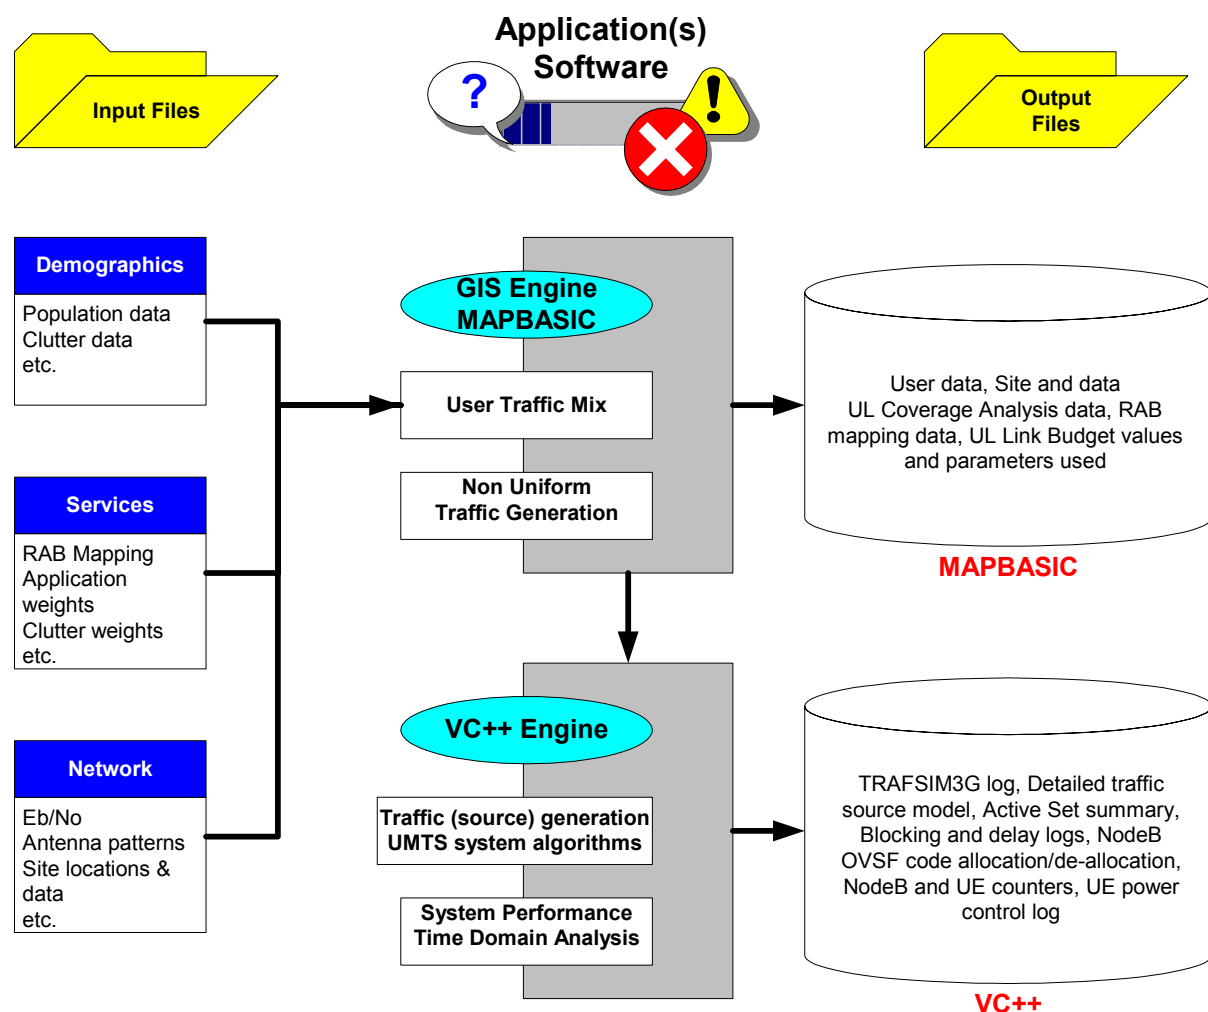 Application(s)
Software
Input Files
?
!
Output
Files
Demographics
Population data
Clutter data
etc.
Services
RAB Mapping
Application
weights
Clutter weights
etc.
Network
Eb/No
Antenna patterns
Site locations &
data
etc.
GIS Engine
MAPBASIC
User Traffic Mix
Non Uniform
Traffic Generation
VC++ Engine
Traffic (source) generation
UMTS system algorithms
System Performance
Time Domain Analysis
User data, Site and data
UL Coverage Analysis data, RAB
mapping data, UL Link Budget values
and parameters used
MAPBASIC
TRAFSIM3G log, Detailed traffic
source model, Active Set summary,
Blocking and delay logs, NodeB
OVSF code allocation/de-allocation,
NodeB and UE counters, UE power
control log
VC++